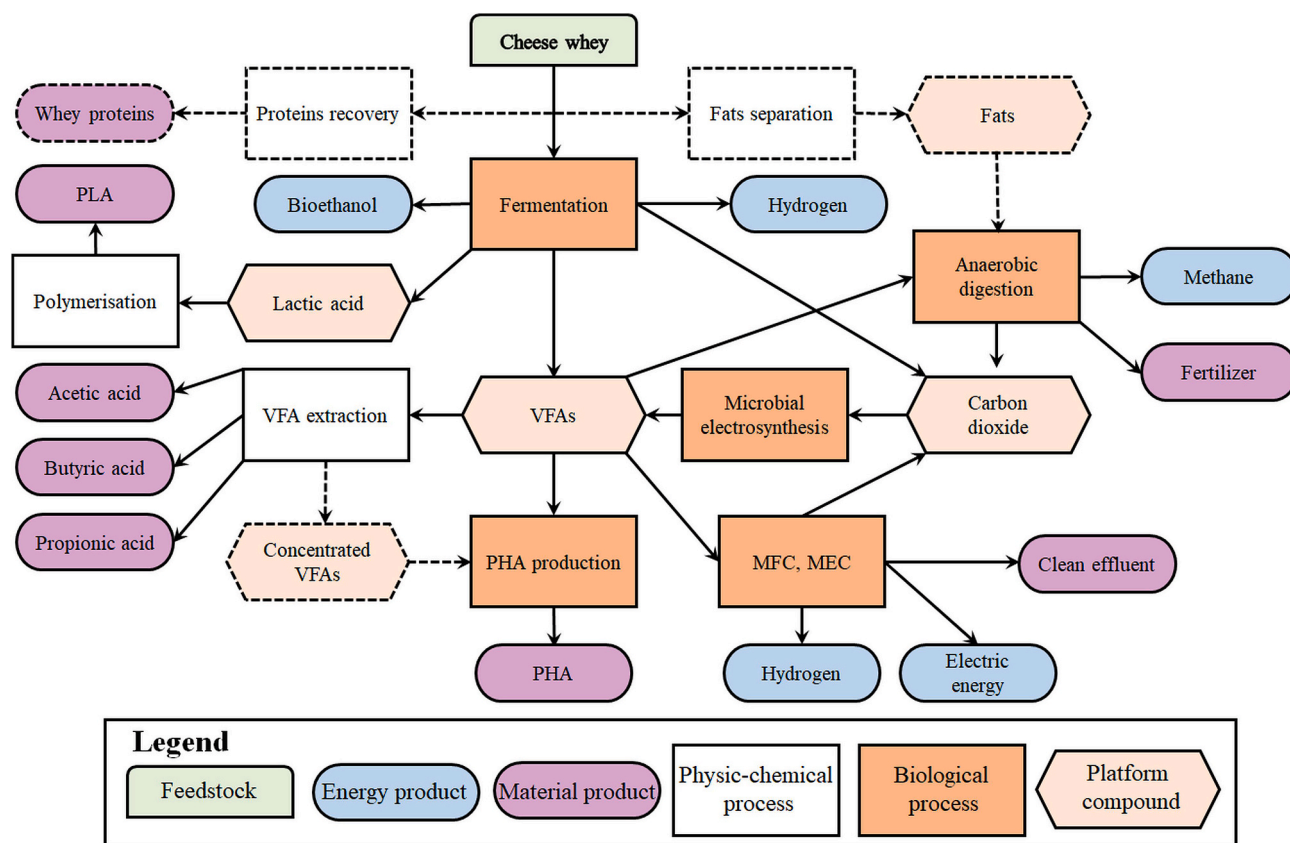 Cheese whey
Whey proteins
Proteins recovery
Fats separation
Fats
PLA
Bioethanol
Fermentation
Hydrogen
Polymerisation
Lactic acid
Anaerobic
digestion
Methane
Fertilizer
Acetic acid
VFA extraction
VFAs
Microbial
electrosynthesis
Carbon
dioxide
Butyric acid
Propionic acid
Concentrated
VFAs
PHA production
MFC, MEC
Clean effluent
PHA
Hydrogen
Electric
energy
Legend
Feedstock
Energy product
Material product
Physic-chemical
process
Biological
process
Platform
compound